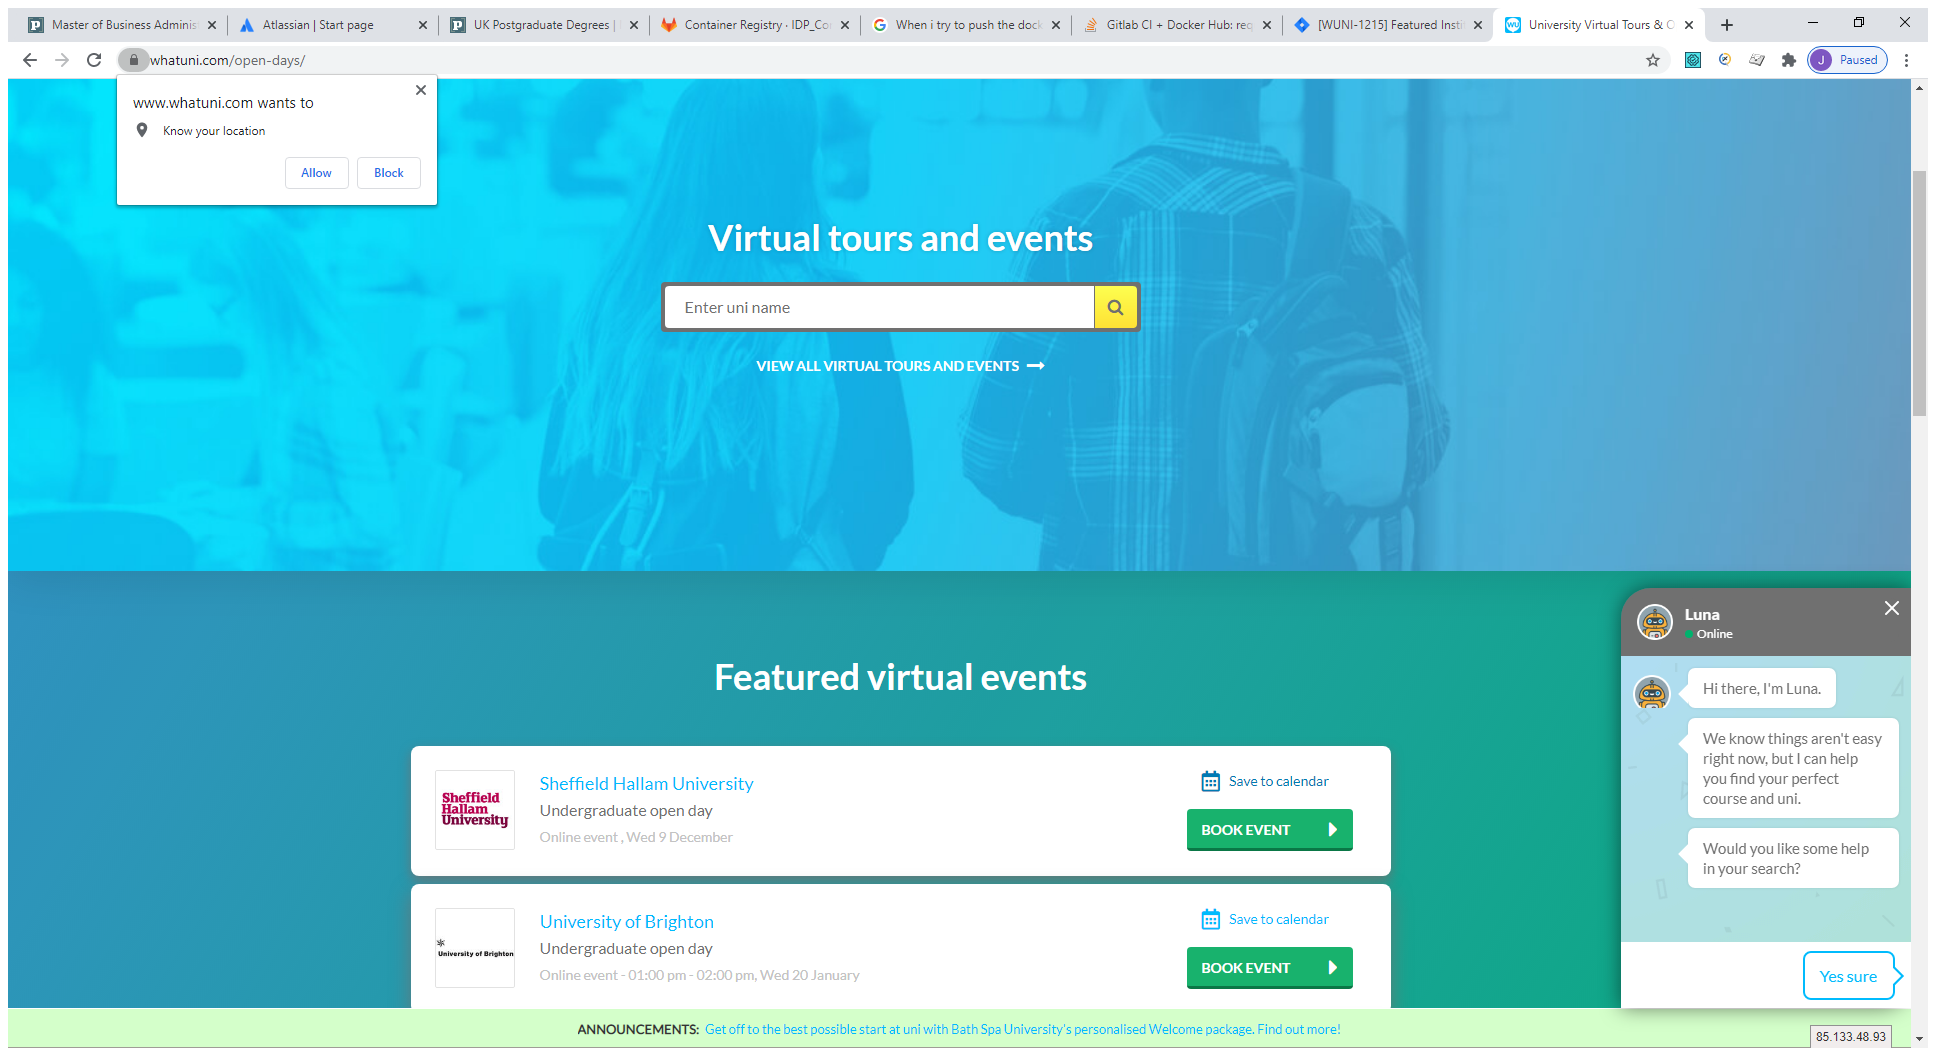 Master of Business Adminis
Atlassian | Start page
UK Postgraduate Degrees |
Container Registry · IDP_Co
When i try to push the dock
Gitlab CI + Docker Hub: req
[WUNI-1215] Featured Insti
University Virtual Tours & O
whatuni.com/open-days/
J Paused
www.whatuni.com wants to
Know your location
Allow
Block
Virtual tours and events
Enter uni name
VIEW ALL VIRTUAL TOURS AND EVENTS
Featured virtual events
Sheffield
Hallam
University
Sheffield Hallam University
Undergraduate open day
Online event , Wed 9 December
Save to calendar
BOOK EVENT
University of Brighton
University of Brighton
Undergraduate open day
Online event - 01:00 pm - 02:00 pm, Wed 20 January
Save to calendar
BOOK EVENT
Luna
Online
Hi there, I'm Luna.
We know things aren't easy
right now, but I can help
you find your perfect
course and uni.
Would you like some help
in your search?
Yes sure
ANNOUNCEMENTS: Get off to the best possible start at uni with Bath Spa University's personalised Welcome package. Find out more!
85.133.48.93